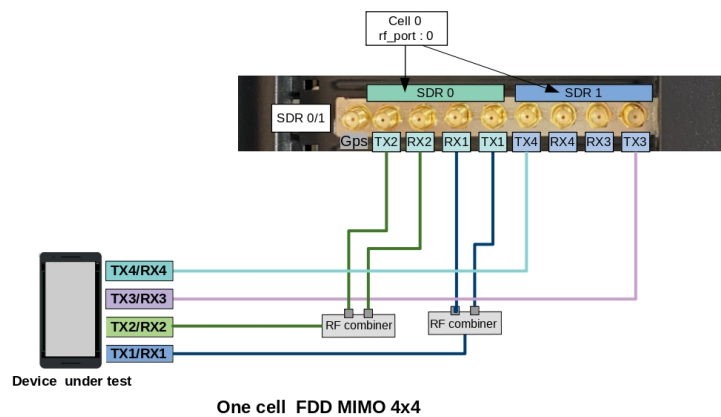 Cell 0
rf_port : 0
SDR 0
SDR 1
SDR 0/1
Gps
TX2
RX2
RX1
TX1
TX4
RX4
RX3
TX3
TX4/RX4
TX3/RX3
TX2/RX2
TX1/RX1
RF combiner
RF combiner
Device under test
One cell FDD MIMO 4x4